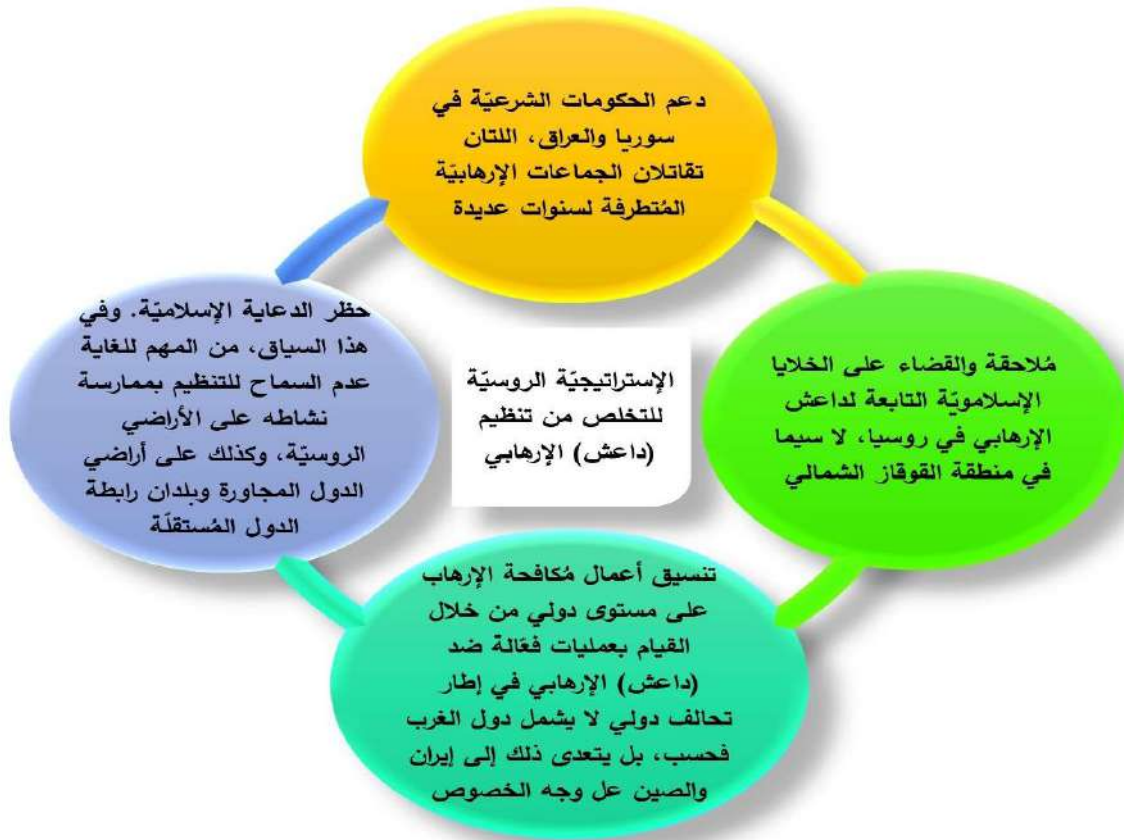 دعم الحكومات الشرعيّة في
سوريا والعراق، اللتان
تقاتلان الجماعات الإرهابيّة
المُتطرفة لسنوات عديدة
مُلاحقة والقضاء على الخلايا
الإسلامويّة التابعة لداعش
الإرهابي في روسيا، لا سيما
في منطقة القوقاز الشمالي
تنسيق أعمال مُكافحة الإرهاب
على مستوى دولي من خلال
القيام بعمليات فعّالة ضد
(داعش) الإرهابي في إطار
تحالف دولي لا يشمل دول الغرب
فحسب، بل يتعدى ذلك إلى إيران
والصين عل وجه الخصوص
حظر الدعاية الإسلاميّة. وفي
هذا السياق، من المهم للغاية
عدم السماح للتنظيم بممارسة
نشاطه على الأراضي
الروسيّة، وكذلك على أراضي
الدول المجاورة وبلدان رابطة
الدول المُستقلّة
الإستراتيجيّة الروسيّة
للتخلص من تنظيم
(داعش) الإرهابي